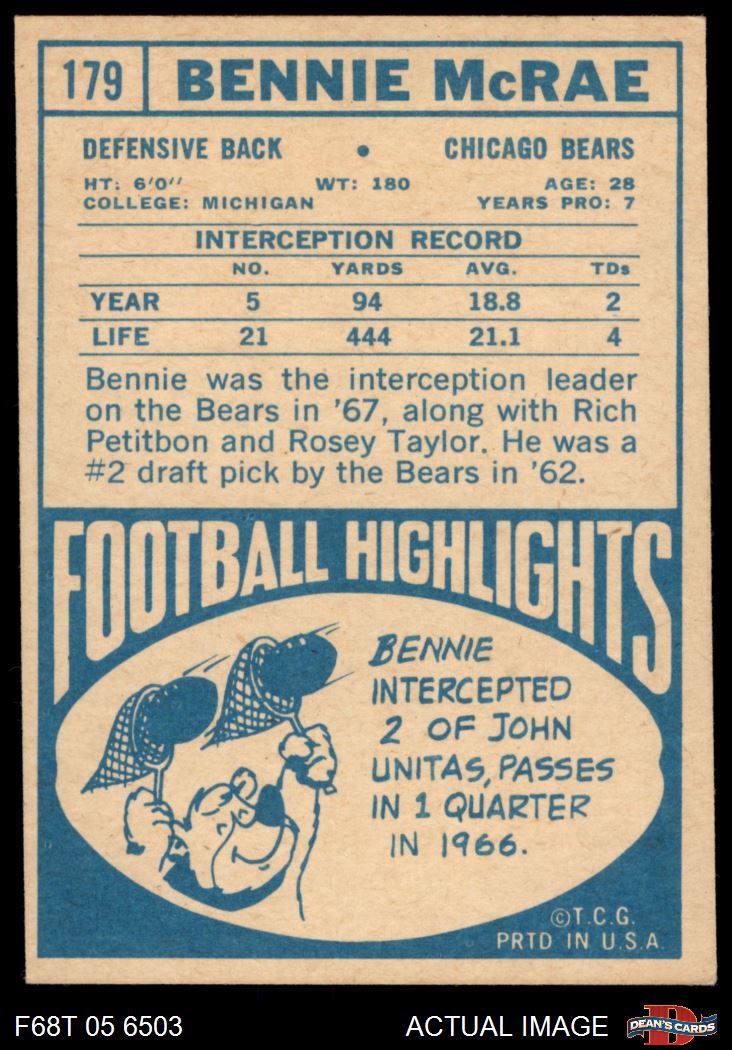 179 BENNIE McRAE
DEFENSIVE BACK • CHICAGO BEARS
HT: 6'0'' WT: 180 AGE: 28
COLLEGE: MICHIGAN YEARS PRO: 7
INTERCEPTION RECORD
NO. YARDS AVG. TDs
YEAR 5 94 18.8 2
LIFE 21 444 21.1 4
Bennie was the interception leader
on the Bears in '67, along with Rich
Petitbon and Rosey Taylor. He was a
#2 draft pick by the Bears in '62.
FOOTBALL HIGHLIGHTS
BENNIE
INTERCEPTED
2 OF JOHN
UNITAS, PASSES
IN 1 QUARTER
IN 1966.
©T.C.G.
PRTD IN U.S.A.
F68T 05 6503 ACTUAL IMAGE
D
DEAN'S CARDS